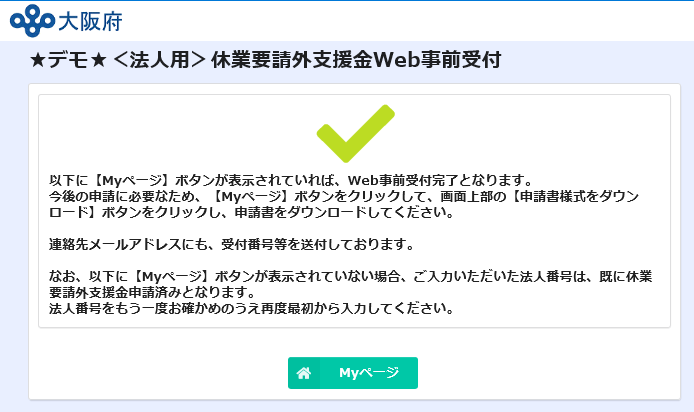 大阪府
★デモ★＜法人用＞休業要請外支援金Web事前受付
以下に【Myページ】ボタンが表示されていれば、Web事前受付完了となります。
今後の申請に必要なため、【Myページ】ボタンをクリックして、画面上部の【申請書様式をダウン
ロード】ボタンをクリックし、申請書をダウンロードしてください。
連絡先メールアドレスにも、受付番号等を送付しております。
なお、以下に【Myページ】ボタンが表示されていない場合、ご入力いただいた法人番号は、既に休業
要請外支援金申請済みとなります。
法人番号をもう一度お確かめのうえ再度最初から入力してください。
Myページ